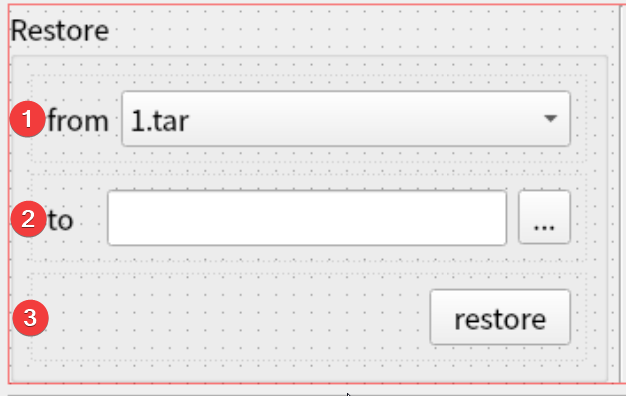 Restore
1 from 1.tar
2 to ...
3 restore